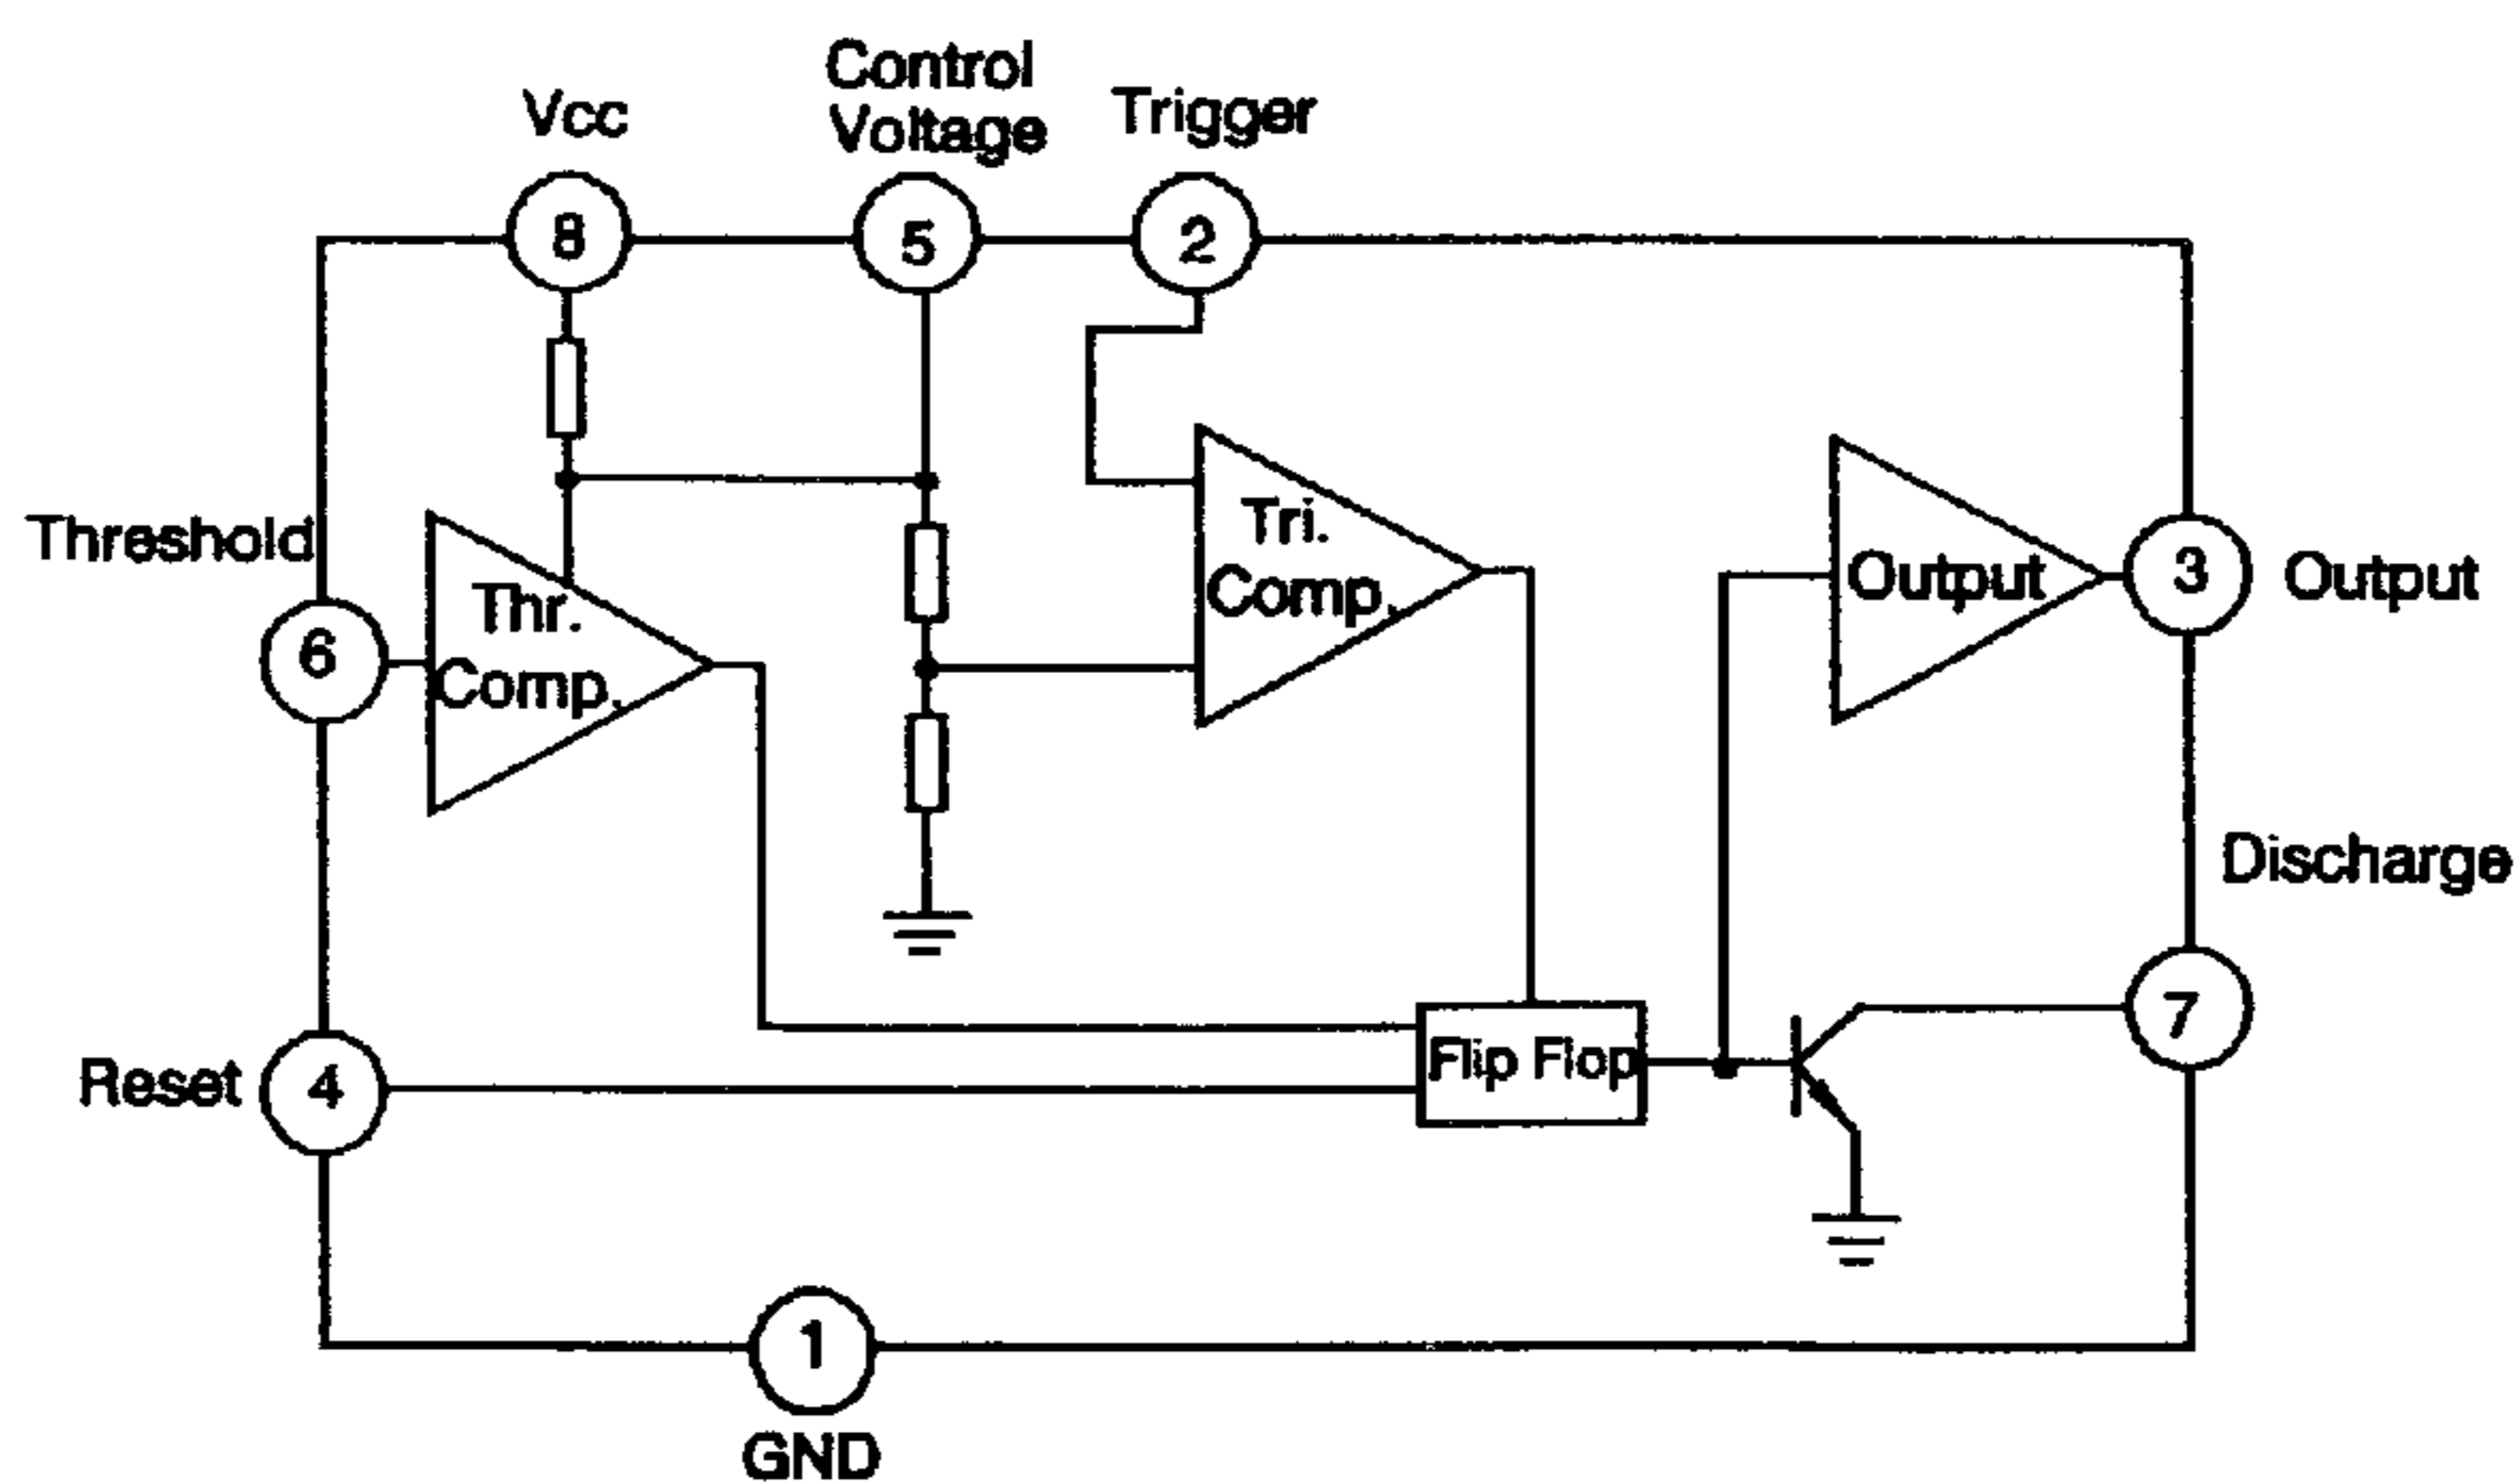 Vcc
Control
Voltage
Trigger
8
5
2
Threshold
6
Thr.
Comp.
Tri.
Comp.
Output
3
Output
Discharge
7
Reset
4
Flip Flop
1
GND